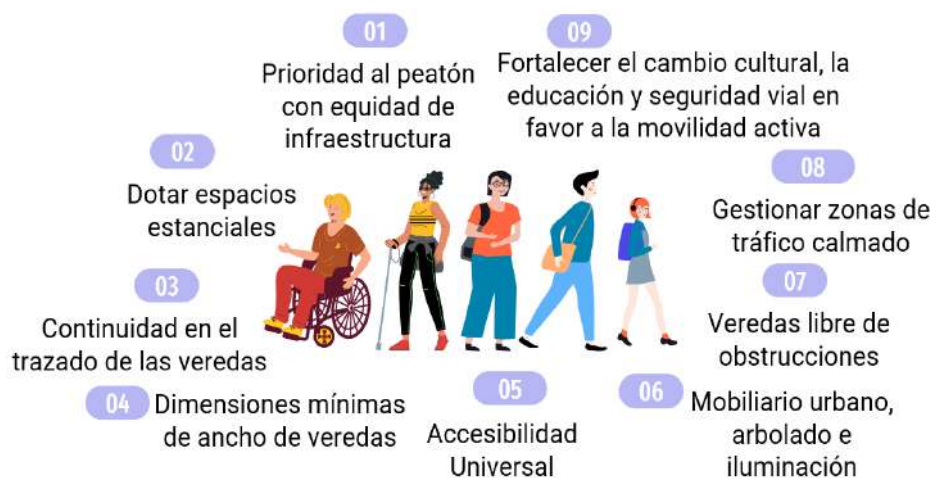 01
Prioridad al peatón
con equidad de
infraestructura
02
Dotar espacios
estanciales
03
Continuidad en el
trazado de las veredas
04
Dimensiones mínimas
de ancho de veredas
05
Accesibilidad
Universal
06
Mobiliario urbano,
arbolado e
iluminación
07
Veredas libre de
obstrucciones
08
Gestionar zonas de
tráfico calmado
09
Fortalecer el cambio cultural, la
educación y seguridad vial en
favor a la movilidad activa